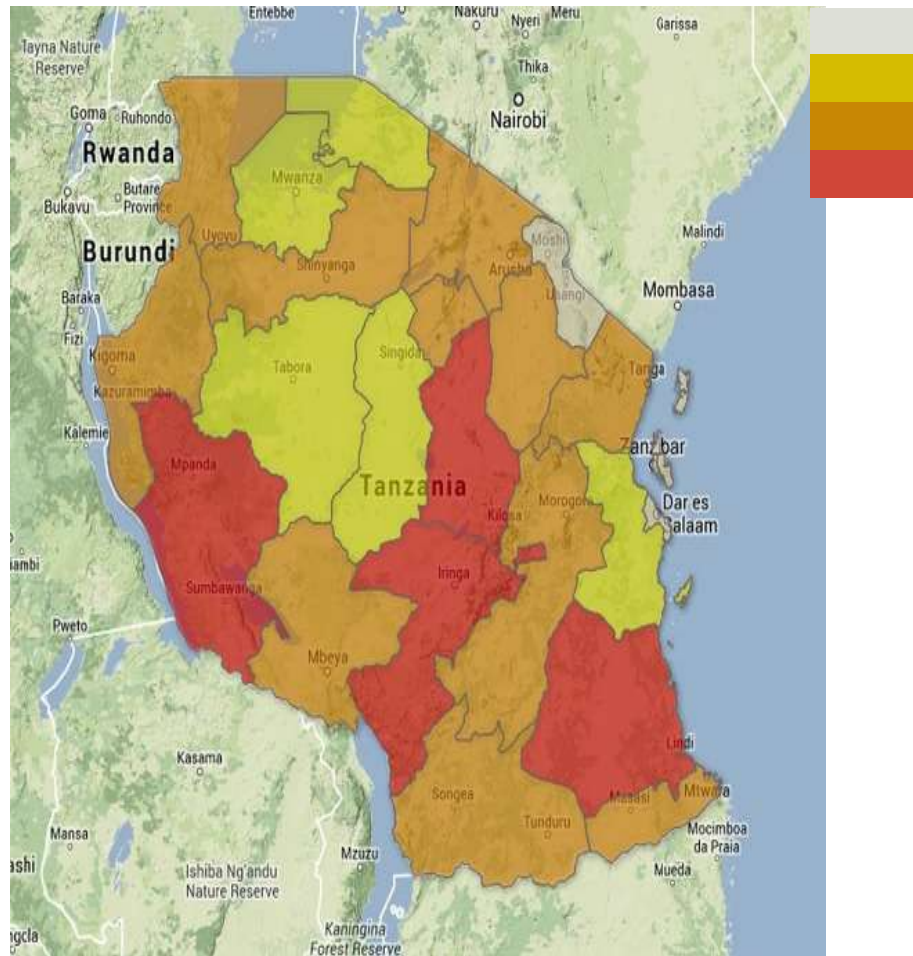 Entebbe
Nakuru
Nyeri
Meru
Garissa
Tayna Nature
Reserve
Thika
Goma
Ruhondo
Nairobi
Rwanda
Mwanza
Butare
Province
Bukavu
Uyovu
Moshi
Malindi
Burundi
Shinyanga
Arusha
Usangi
Baraka
Mombasa
Fizi
Kigoma
Singida
Tabora
Tanga
Kazuramimba
Kalemie
Zanzibar
Mpanda
Tanzania
Kilosa
Morogoro
Dar es
Salaam
Iringa
Sumbawanga
Pweto
Mbeya
Lindi
Kasama
Songea
Masasi
Mtwara
Tunduru
Mansa
Mocimboa
da Praia
Mzuzu
Mueda
Ishiba Ng'andu
Nature Reserve
Kaningina
Forest Reserve